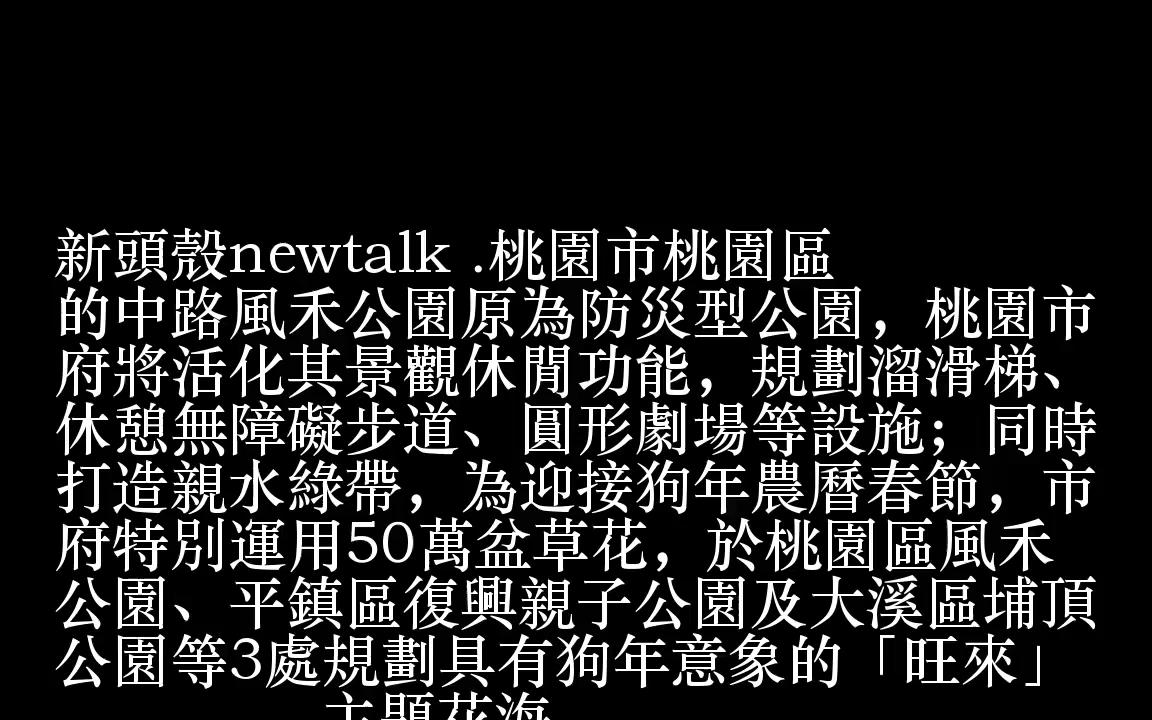 新頭殼newtalk .桃園市桃園區
的中路風禾公園原為防災型公園，桃園市
府將活化其景觀休閒功能，規劃溜滑梯、
休憩無障礙步道、圓形劇場等設施；同時
打造親水綠帶，為迎接狗年農曆春節，市
府特別運用50萬盆草花，於桃園區風禾
公園、平鎮區復興親子公園及大溪區埔頂
公園等3處規劃具有狗年意象的「旺來」
主題花海